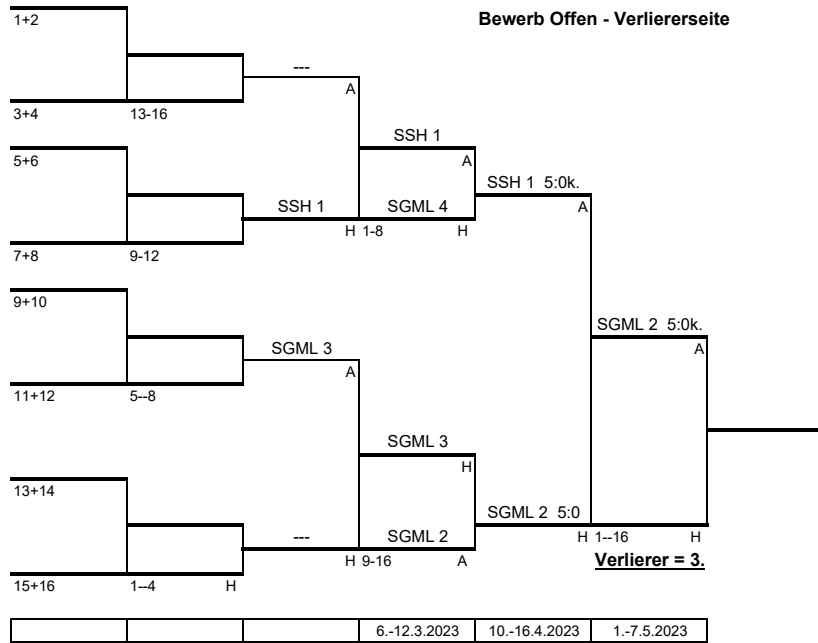 Bewerb Offen - Verliererseite
1+2
---
A
3+4 13-16
SSH 1
5+6 A
SSH 1 5:0k.
SSH 1 SGML 4 A
H 1-8 H
7+8 9-12
9+10
SGML 2 5:0k.
SGML 3 A
A
11+12 5--8
SGML 3
H
13+14
SGML 2 5:0
--- SGML 2
H 1--16 H
H 9-16 A Verlierer = 3.
15+16 1--4 H
6.-12.3.2023 10.-16.4.2023 1.-7.5.2023